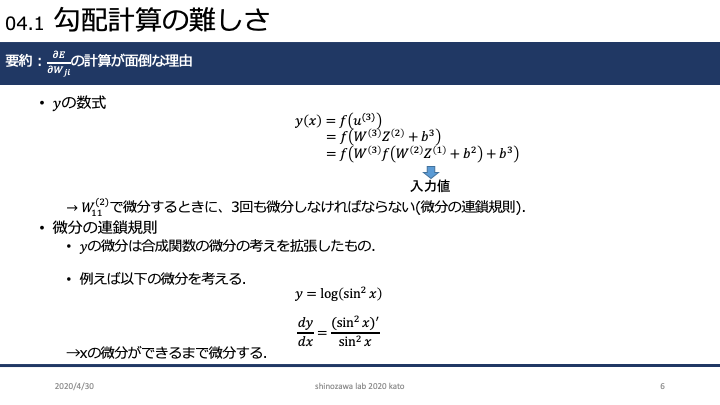 04.1 勾配計算の難しさ
要約：∂E/∂W_{ji}の計算が面倒な理由
• yの数式
y(x) = f(u^{(3)})
= f(W^{(3)}Z^{(2)} + b^3)
= f(W^{(3)}f(W^{(2)}Z^{(1)} + b^2) + b^3)
入力値
→ W_{11}^{(2)}で微分するときに、3回も微分しなければならない(微分の連鎖規則).
• 微分の連鎖規則
• yの微分は合成関数の微分の考えを拡張したもの.
• 例えば以下の微分を考える.
y = log(sin^2 x)
dy/dx = (sin^2 x)′/sin^2 x
→xの微分ができるまで微分する.
2020/4/30 shinozawa lab 2020 kato 6